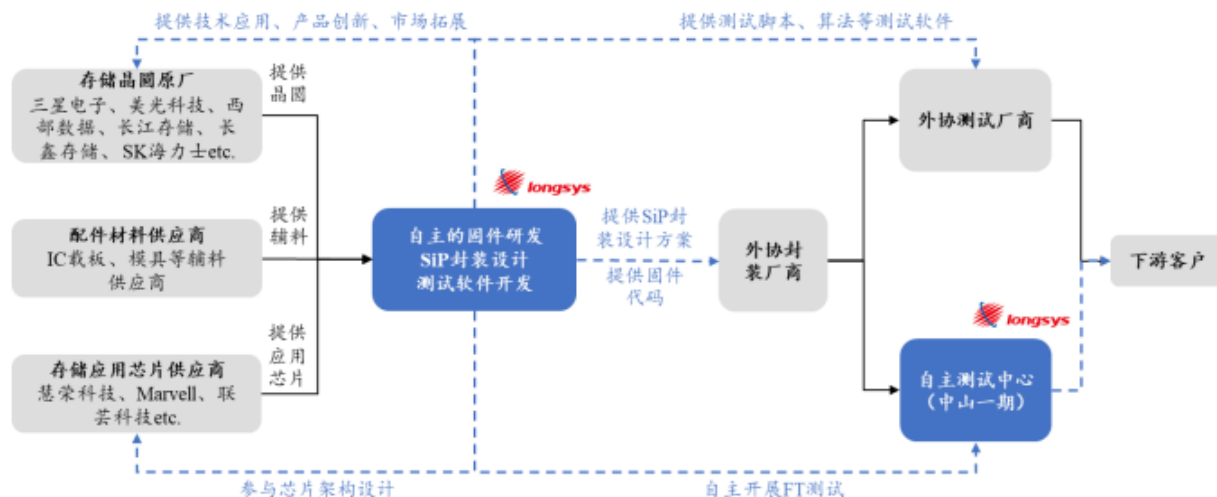 提供技术应用、产品创新、市场拓展
提供测试脚本、算法等测试软件
存储晶圆原厂
三星电子、美光科技、西
部数据、长江存储、长
鑫存储、SK海力士etc.
提供
晶圆
配件材料供应商
IC载板、模具等辅料
供应商
提供
辅料
存储应用芯片供应商
慧荣科技、Marvell、联
芸科技etc.
提供
应用
芯片
longsys
自主的固件研发
SiP封装设计
测试软件开发
提供SiP封
装设计方案
提供固件
代码
外协封
装厂商
外协测试厂商
longsys
自主测试中心
（中山一期）
下游客户
参与芯片架构设计
自主开展FT测试